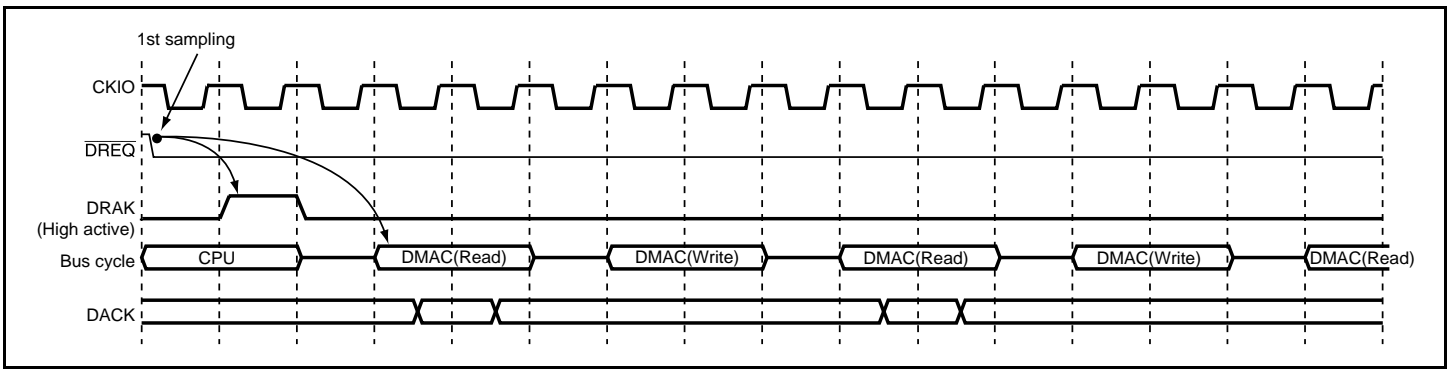 1st sampling
CKIO
DREQ
DRAK
(High active)
Bus cycle CPU DMAC(Read) DMAC(Write) DMAC(Read) DMAC(Write) DMAC(Read)
DACK